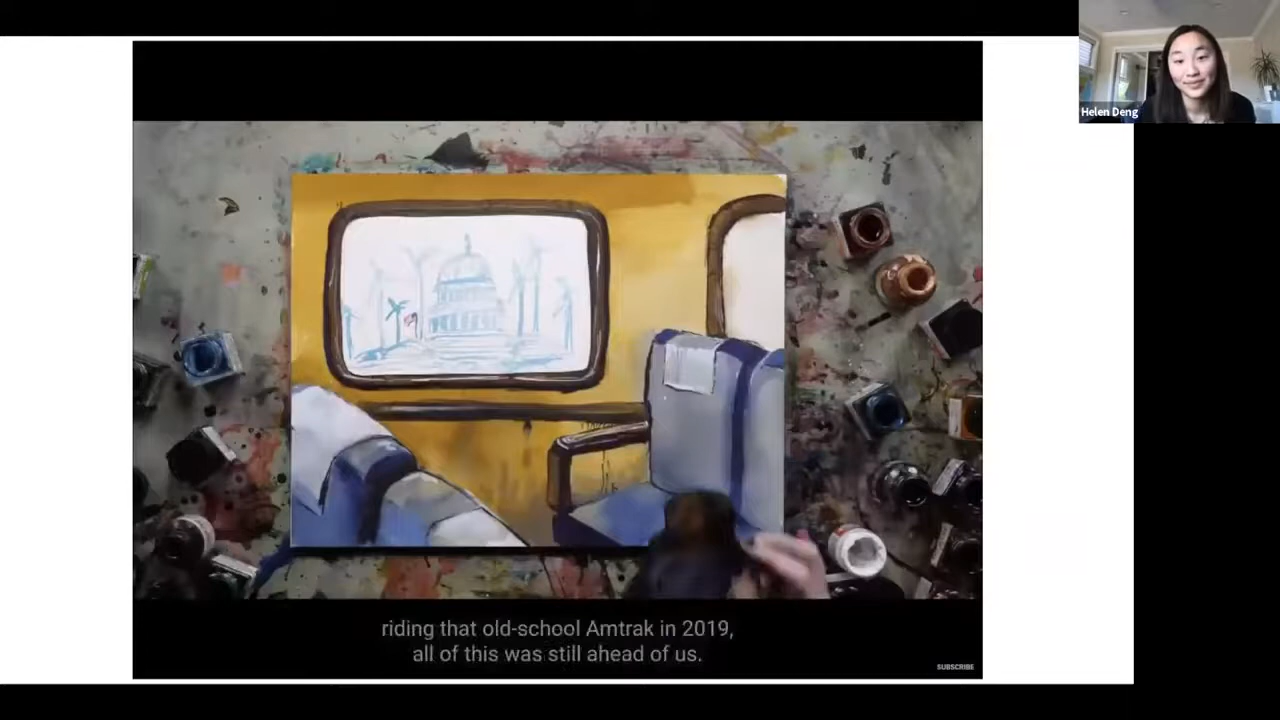 Helen Deng
riding that old-school Amtrak in 2019,
all of this was still ahead of us.
SUBSCRIBE